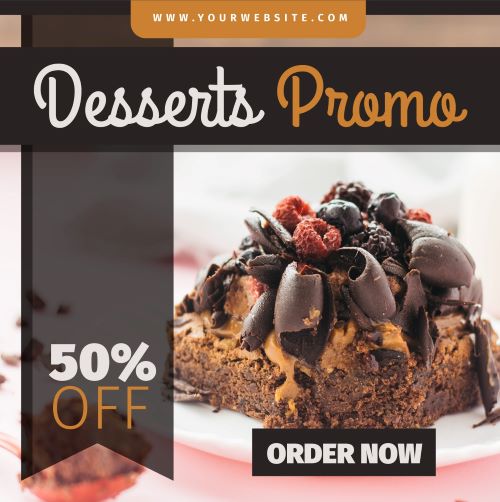 WWW.YOURWEBSITE.COM
Desserts Promo
50%
OFF
ORDER NOW